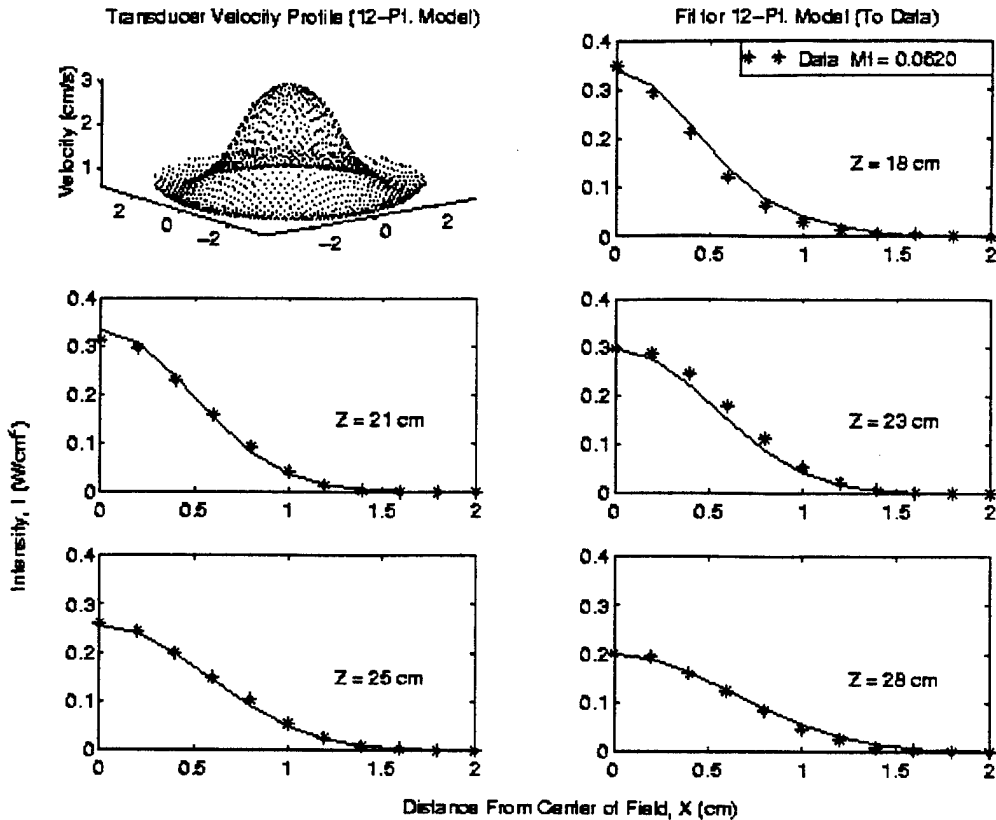 Transducer Velocity Profile (12-Pt. Model)
Velocity (cm/s)
3
2
1
2
0
-2
-2
0
2
Fit for 12-Pt. Model (To Data)
0.4
0.3
0.2
0.1
0
* * Data M1 = 0.0620
Z = 18 cm
0 0.5 1 1.5 2
Intensity, I (W/cm²)
0.4
0.3
0.2
0.1
0
Z = 21 cm
0 0.5 1 1.5 2
0.4
0.3
0.2
0.1
0
Z = 23 cm
0 0.5 1 1.5 2
0.4
0.3
0.2
0.1
0
Z = 25 cm
0 0.5 1 1.5 2
0.4
0.3
0.2
0.1
0
Z = 28 cm
0 0.5 1 1.5 2
Distance From Center of Field, X (cm)